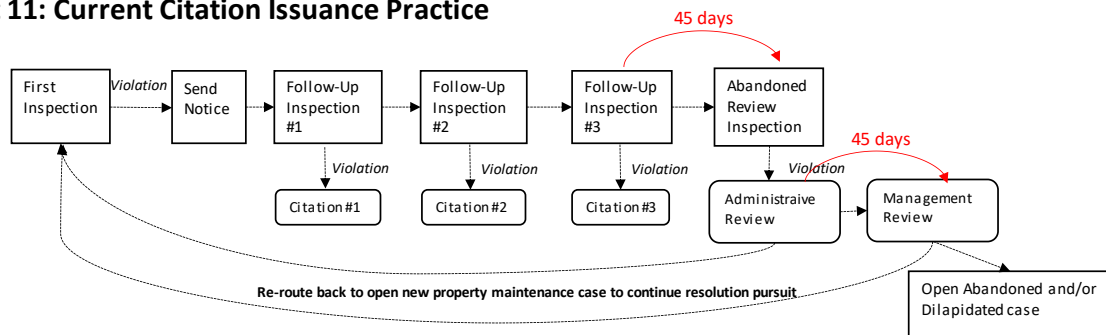 11: Current Citation Issuance Practice
45 days
First
Inspection
Violation
Send
Notice
Follow-Up
Inspection
#1
Follow-Up
Inspection
#2
Follow-Up
Inspection
#3
Abandoned
Review
Inspection
Violation
Violation
Violation
Violation
45 days
Citation #1
Citation #2
Citation #3
Administraive
Review
Management
Review
Re-route back to open new property maintenance case to continue resolution pursuit
Open Abandoned and/or
Dilapidated case